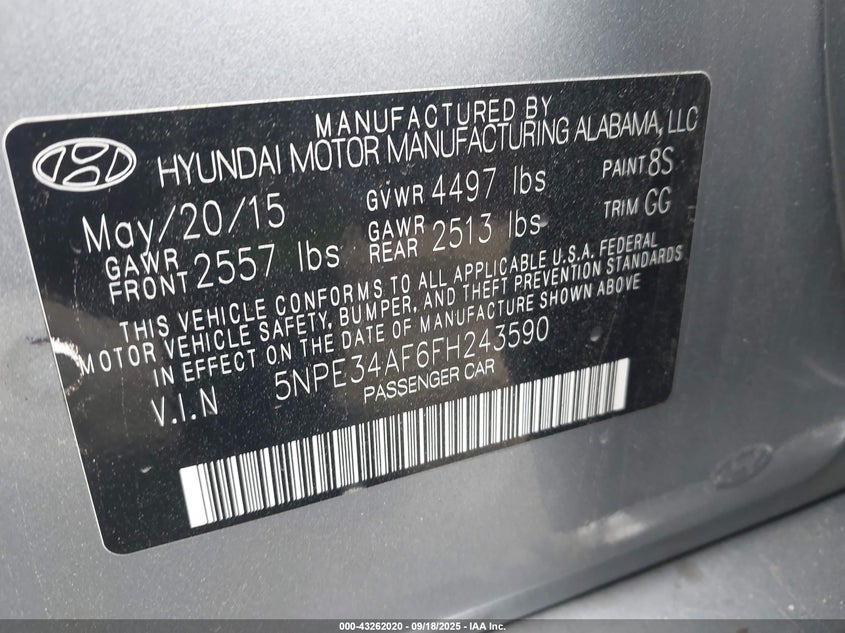 MANUFACTURED BY
HYUNDAI MOTOR MANUFACTURING ALABAMA, LLC
May/20/15 GVWR 4497 lbs PAINT 8S
GAWR FRONT 2557 lbs GAWR REAR 2513 lbs TRIM GG
THIS VEHICLE CONFORMS TO ALL APPLICABLE U.S.A. FEDERAL
MOTOR VEHICLE SAFETY, BUMPER, AND THEFT PREVENTION STANDARDS
IN EFFECT ON THE DATE OF MANUFACTURE SHOWN ABOVE
V.I.N 5NPE34AF6FH243590
PASSENGER CAR
000-43262020 - 09/18/2025 - IAA Inc.